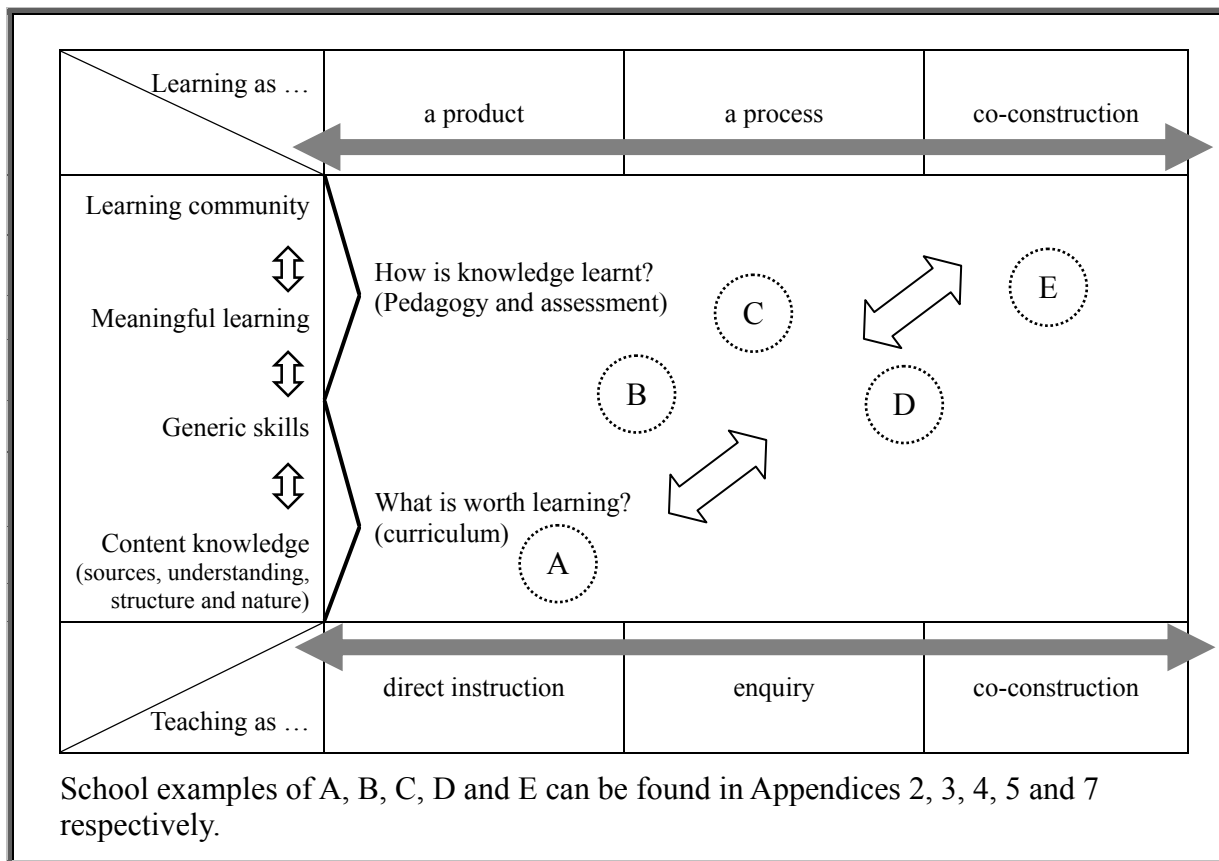 Learning as …
a product
a process
co-construction
Learning community
Meaningful learning
Generic skills
Content knowledge
(sources, understanding,
structure and nature)
How is knowledge learnt?
(Pedagogy and assessment)
What is worth learning?
(curriculum)
A
B
C
D
E
direct instruction
enquiry
co-construction
Teaching as …
School examples of A, B, C, D and E can be found in Appendices 2, 3, 4, 5 and 7
respectively.